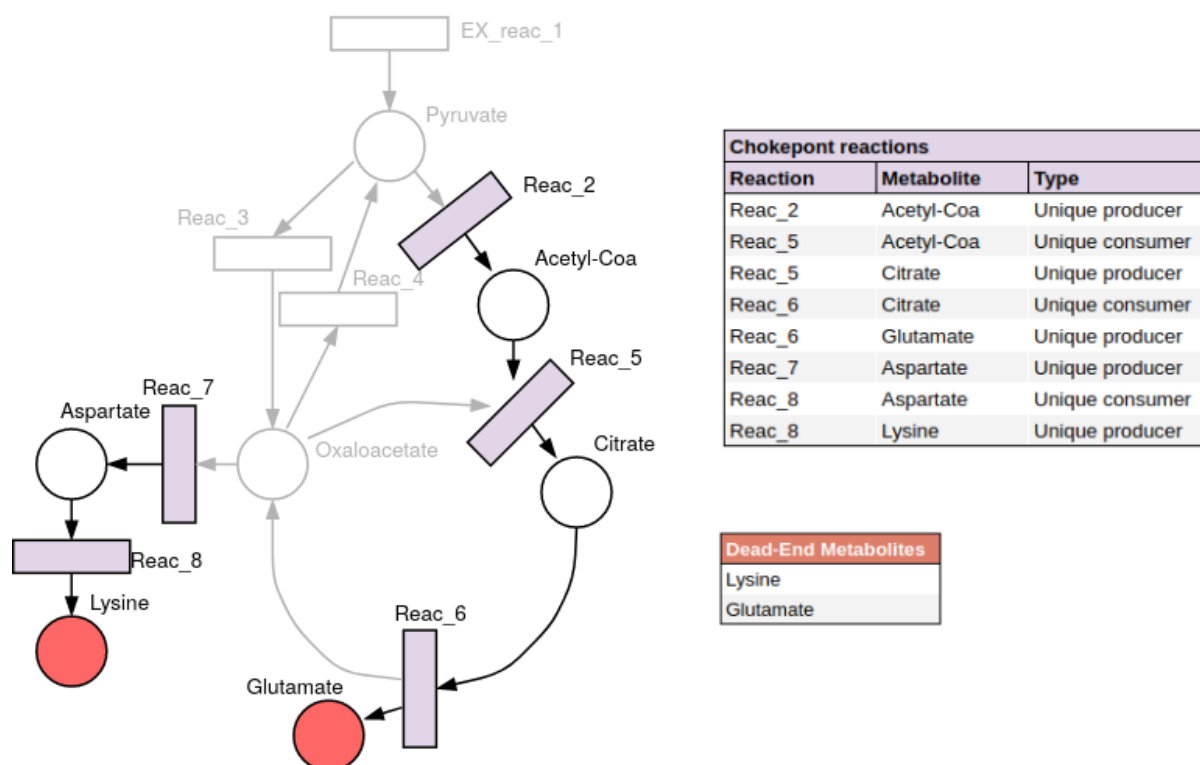 EX_reac_1
Pyruvate
Reac_2
Reac_3
Acetyl-Coa
Reac_4
Reac_5
Reac_7
Aspartate
Oxaloacetate
Citrate
Reac_8
Lysine
Reac_6
Glutamate
Chokepont reactions
Reaction Metabolite Type
Reac_2 Acetyl-Coa Unique producer
Reac_5 Acetyl-Coa Unique consumer
Reac_5 Citrate Unique producer
Reac_6 Citrate Unique consumer
Reac_6 Glutamate Unique producer
Reac_7 Aspartate Unique producer
Reac_8 Aspartate Unique consumer
Reac_8 Lysine Unique producer
Dead-End Metabolites
Lysine
Glutamate